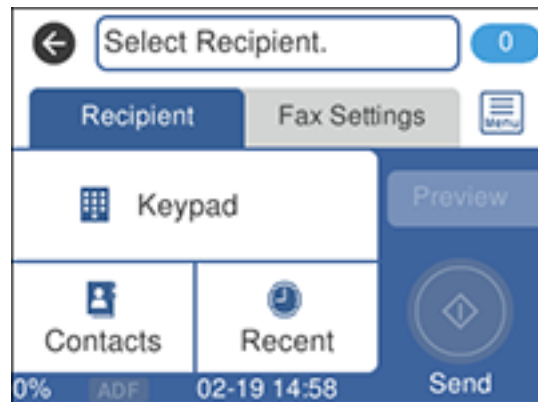 Select Recipient.
0
Recipient
Fax Settings
Menu
Keypad
Preview
Contacts
Recent
0%
ADF
02-19 14:58
Send